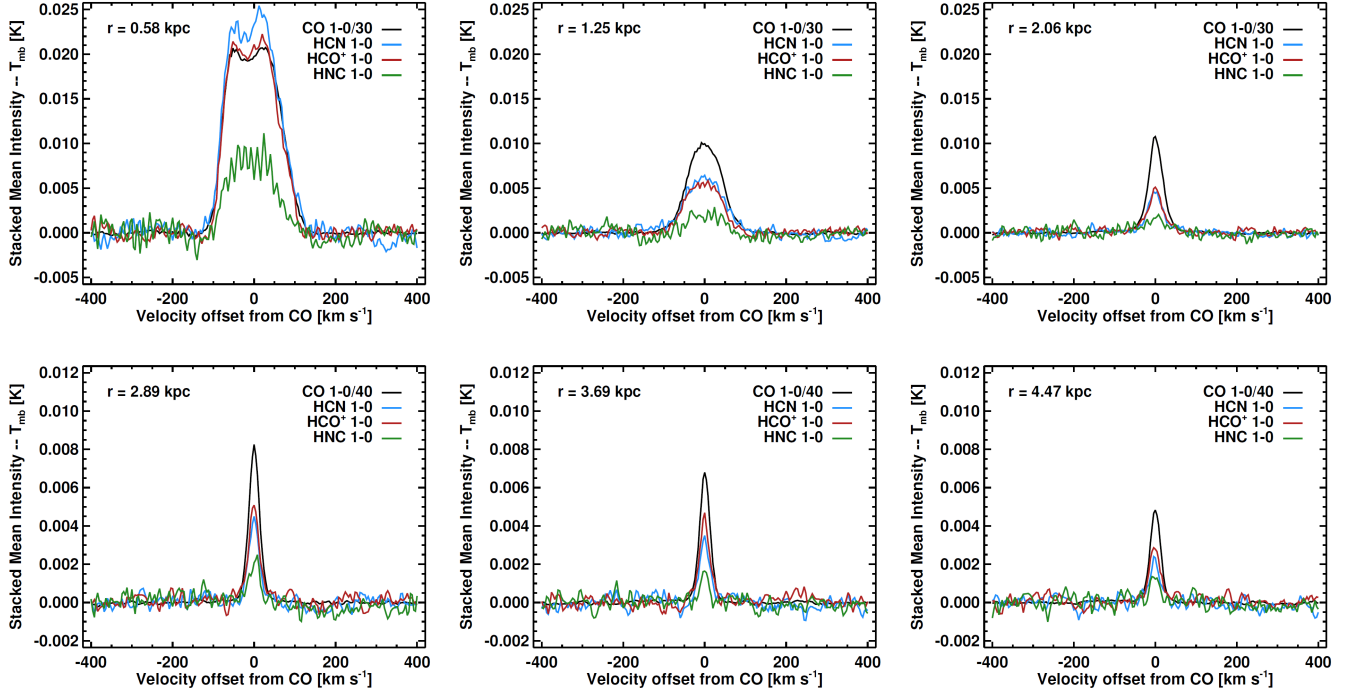 r = 0.58 kpc
CO 1-0/30
HCN 1-0
HCO⁺ 1-0
HNC 1-0
0.025
0.020
0.015
0.010
0.005
0.000
-0.005
Stacked Mean Intensity -- Tmb [K]
-400 -200 0 200 400
Velocity offset from CO [km s⁻¹]
r = 1.25 kpc
CO 1-0/30
HCN 1-0
HCO⁺ 1-0
HNC 1-0
0.025
0.020
0.015
0.010
0.005
0.000
-0.005
Stacked Mean Intensity -- Tmb [K]
-400 -200 0 200 400
Velocity offset from CO [km s⁻¹]
r = 2.06 kpc
CO 1-0/30
HCN 1-0
HCO⁺ 1-0
HNC 1-0
0.025
0.020
0.015
0.010
0.005
0.000
-0.005
Stacked Mean Intensity -- Tmb [K]
-400 -200 0 200 400
Velocity offset from CO [km s⁻¹]
r = 2.89 kpc
CO 1-0/40
HCN 1-0
HCO⁺ 1-0
HNC 1-0
0.012
0.010
0.008
0.006
0.004
0.002
0.000
-0.002
Stacked Mean Intensity -- Tmb [K]
-400 -200 0 200 400
Velocity offset from CO [km s⁻¹]
r = 3.69 kpc
CO 1-0/40
HCN 1-0
HCO⁺ 1-0
HNC 1-0
0.012
0.010
0.008
0.006
0.004
0.002
0.000
-0.002
Stacked Mean Intensity -- Tmb [K]
-400 -200 0 200 400
Velocity offset from CO [km s⁻¹]
r = 4.47 kpc
CO 1-0/40
HCN 1-0
HCO⁺ 1-0
HNC 1-0
0.012
0.010
0.008
0.006
0.004
0.002
0.000
-0.002
Stacked Mean Intensity -- Tmb [K]
-400 -200 0 200 400
Velocity offset from CO [km s⁻¹]